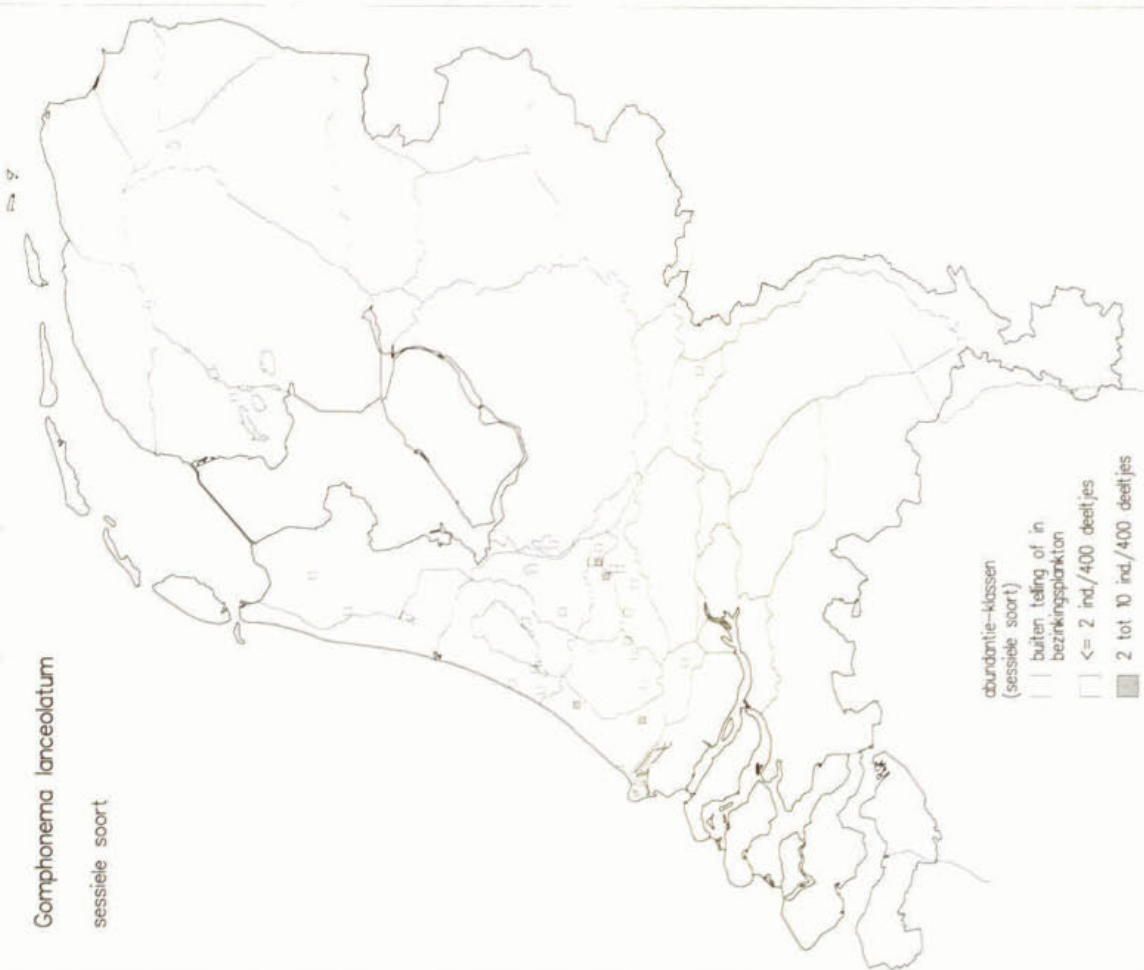 Gomphonema lanceolatum
sessiele soort
abundantie-klassen
(sessiele soort)
buiten telling of in
bezinkingsplankton
<= 2 ind./400 deeltjes
2 tot 10 ind./400 deeltjes